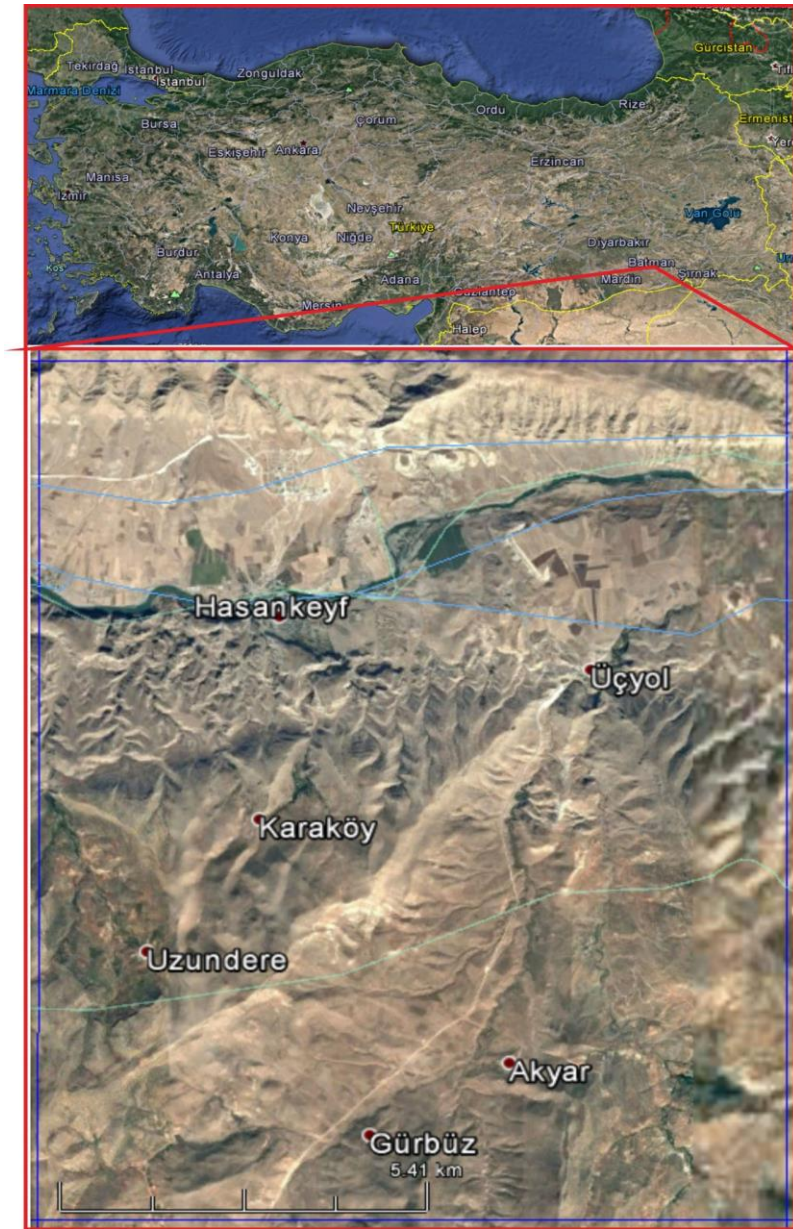 Gürcistan
Tekirdağ
İstanbul
İstanbul
Zonguldak
Marmara Denizi
Bursa
Çorum
Ordu
Rize
Ermenist
Eskişehir
Ankara
Erzincan
Manisa
İzmir
Nevşehir
Türkiye
Van Gölü
Konya
Niğde
Burdur
Diyarbakır
Kos
Antalya
Adana
Batman
Mardin
Şırnak
Mersin
Gaziantep
Halep
Hasankeyf
Üçyol
Karaköy
Uzundere
Akyar
Gürbüz
5.41 km